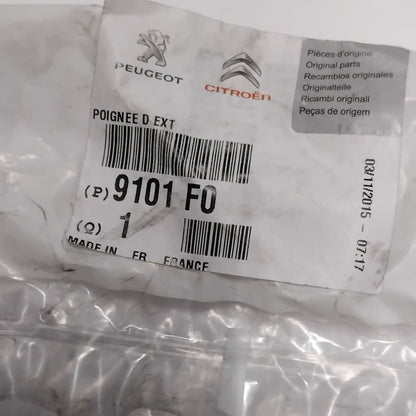 PEUGEOT
CITROËN
Pièces d'origine
Original parts
Recambios originales
Originalteile
Ricambi originali
Peças de origem
POIGNEE D EXT
(P) 9101 F0
(Q) 1
MADE IN FR FRANCE
03/11/2015 - 07:17